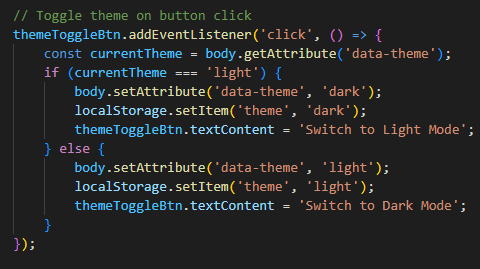 // Toggle theme on button click
themeToggleBtn.addEventListener('click', () => {
    const currentTheme = body.getAttribute('data-theme');
    if (currentTheme === 'light') {
        body.setAttribute('data-theme', 'dark');
        localStorage.setItem('theme', 'dark');
        themeToggleBtn.textContent = 'Switch to Light Mode';
    } else {
        body.setAttribute('data-theme', 'light');
        localStorage.setItem('theme', 'light');
        themeToggleBtn.textContent = 'Switch to Dark Mode';
    }
});